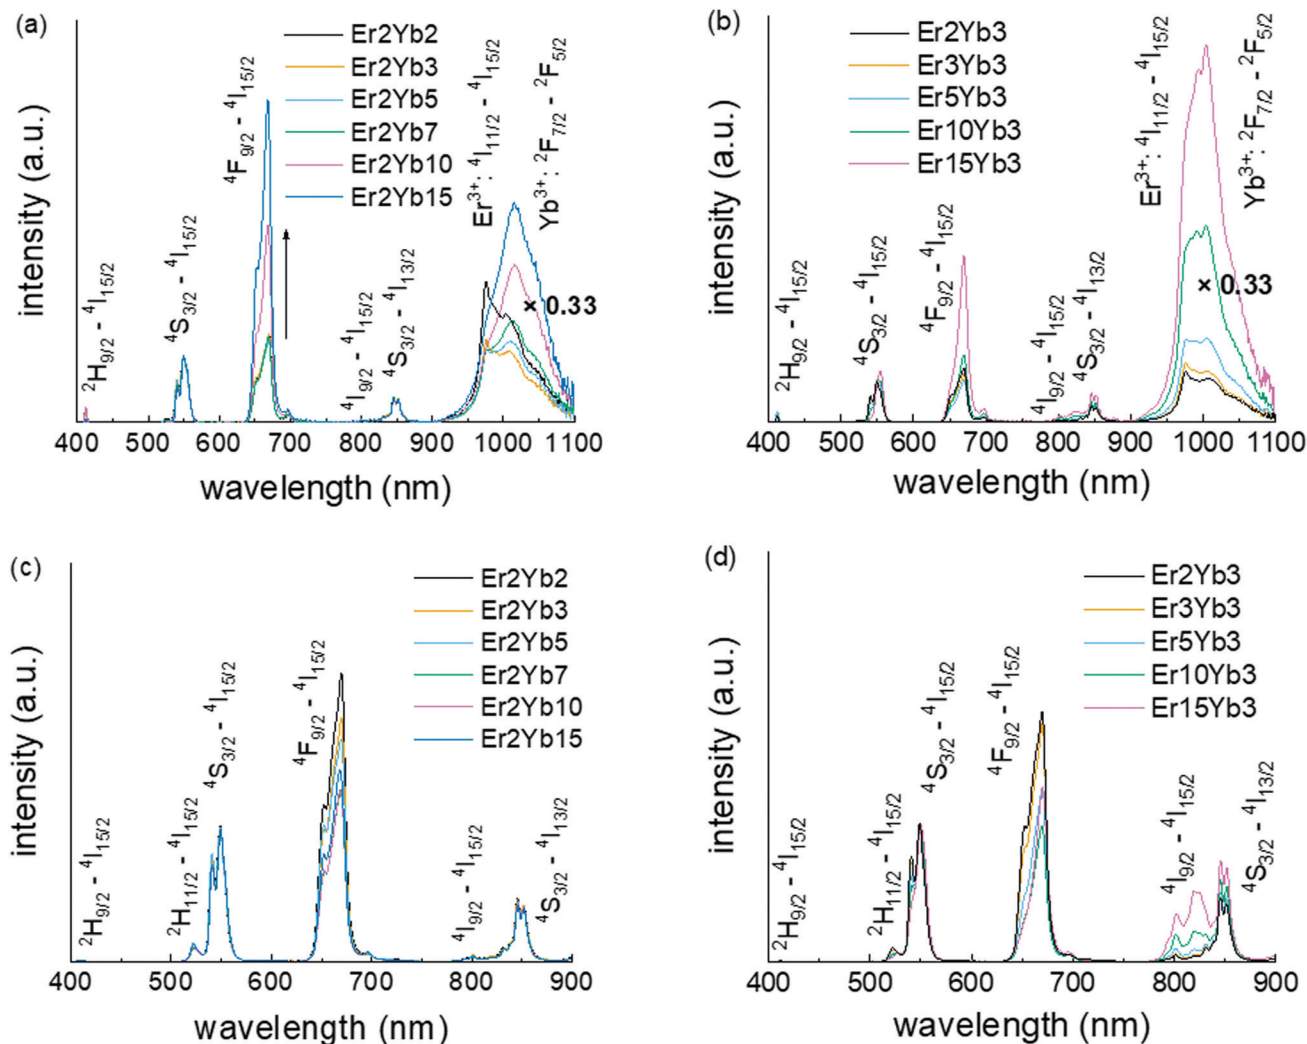 (a)
Er2Yb2
Er2Yb3
Er2Yb5
Er2Yb7
Er2Yb10
Er2Yb15
²H₉/₂ - ⁴I₁₅/₂
⁴S₃/₂ - ⁴I₁₅/₂
⁴F₉/₂ - ⁴I₁₅/₂
⁴I₉/₂ - ⁴I₁₅/₂
⁴S₃/₂ - ⁴I₁₃/₂
Er³⁺: ⁴I₁₁/₂ - ⁴I₁₅/₂
Yb³⁺: ²F₇/₂ - ²F₅/₂
× 0.33
intensity (a.u.)
400 500 600 700 800 900 1000 1100
wavelength (nm)
(b)
Er2Yb3
Er3Yb3
Er5Yb3
Er10Yb3
Er15Yb3
²H₉/₂ - ⁴I₁₅/₂
⁴S₃/₂ - ⁴I₁₅/₂
⁴F₉/₂ - ⁴I₁₅/₂
⁴I₉/₂ - ⁴I₁₅/₂
⁴S₃/₂ - ⁴I₁₃/₂
Er³⁺: ⁴I₁₁/₂ - ⁴I₁₅/₂
Yb³⁺: ²F₇/₂ - ²F₅/₂
× 0.33
intensity (a.u.)
400 500 600 700 800 900 1000 1100
wavelength (nm)
(c)
Er2Yb2
Er2Yb3
Er2Yb5
Er2Yb7
Er2Yb10
Er2Yb15
²H₉/₂ - ⁴I₁₅/₂
²H₁₁/₂ - ⁴I₁₅/₂
⁴S₃/₂ - ⁴I₁₅/₂
⁴F₉/₂ - ⁴I₁₅/₂
⁴I₉/₂ - ⁴I₁₅/₂
⁴S₃/₂ - ⁴I₁₃/₂
intensity (a.u.)
400 500 600 700 800 900
wavelength (nm)
(d)
Er2Yb3
Er3Yb3
Er5Yb3
Er10Yb3
Er15Yb3
²H₉/₂ - ⁴I₁₅/₂
²H₁₁/₂ - ⁴I₁₅/₂
⁴S₃/₂ - ⁴I₁₅/₂
⁴F₉/₂ - ⁴I₁₅/₂
⁴I₉/₂ - ⁴I₁₅/₂
⁴S₃/₂ - ⁴I₁₃/₂
intensity (a.u.)
400 500 600 700 800 900
wavelength (nm)